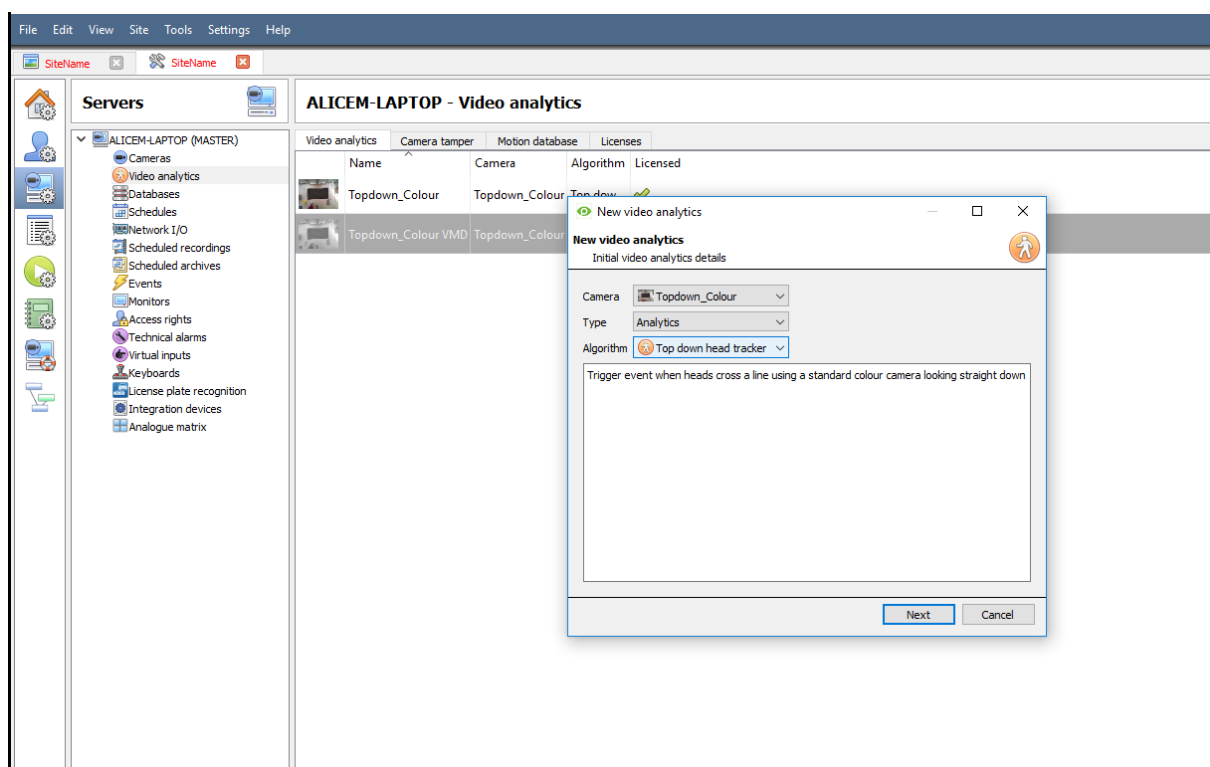 File Edit View Site Tools Settings Help
SiteName SiteName
Servers
ALICEM-LAPTOP (MASTER)
Cameras
Video analytics
Databases
Schedules
Network I/O
Scheduled recordings
Scheduled archives
Events
Monitors
Access rights
Technical alarms
Virtual inputs
Keyboards
License plate recognition
Integration devices
Analogue matrix
ALICEM-LAPTOP - Video analytics
Video analytics Camera tamper Motion database Licenses
Name Camera Algorithm Licensed
Topdown_Colour Topdown_Colour Top dow
Topdown_Colour VMD Topdown_Colour
New video analytics
New video analytics
Initial video analytics details
Camera Topdown_Colour
Type Analytics
Algorithm Top down head tracker
Trigger event when heads cross a line using a standard colour camera looking straight down
Next Cancel